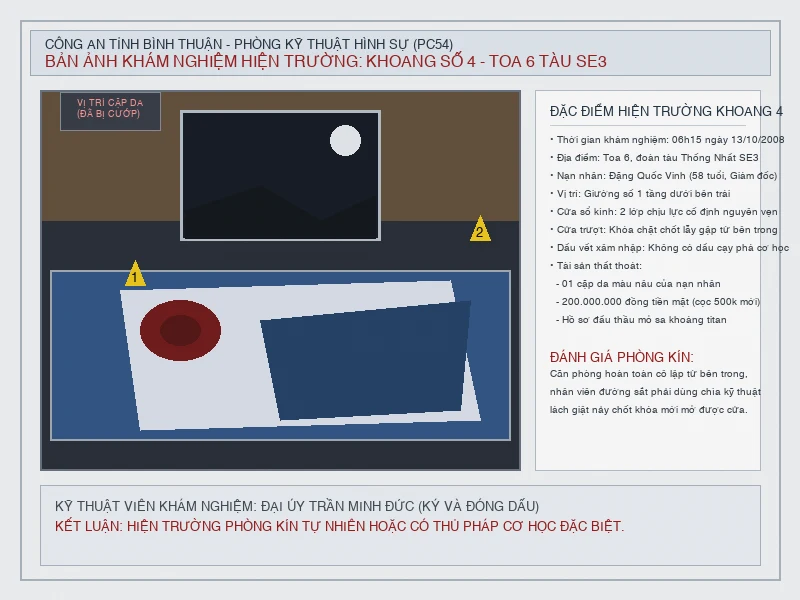 CÔNG AN TỈNH BÌNH THUẬN - PHÒNG KỸ THUẬT HÌNH SỰ (PC54)
BẢN ẢNH KHÁM NGHIỆM HIỆN TRƯỜNG: KHOANG SỐ 4 - TOA 6 TÀU SE3
VỊ TRÍ CẶP DA
(ĐÃ BỊ CƯỚP)
1
2
ĐẶC ĐIỂM HIỆN TRƯỜNG KHOANG 4
• Thời gian khám nghiệm: 06h15 ngày 13/10/2008
• Địa điểm: Toa 6, đoàn tàu Thống Nhất SE3
• Nạn nhân: Đặng Quốc Vinh (58 tuổi, Giám đốc)
• Vị trí: Giường số 1 tầng dưới bên trái
• Cửa sổ kính: 2 lớp chịu lực cố định nguyên vẹn
• Cửa trượt: Khóa chặt chốt lẫy gập từ bên trong
• Dấu vết xâm nhập: Không có dấu cạy phá cơ học
• Tài sản thất thoát:
- 01 cặp da màu nâu của nạn nhân
- 200.000.000 đồng tiền mặt (cọc 500k mới)
- Hồ sơ đấu thầu mỏ sa khoáng titan
ĐÁNH GIÁ PHÒNG KÍN:
Căn phòng hoàn toàn cô lập từ bên trong,
nhân viên đường sắt phải dùng chìa kỹ thuật
lách giật nảy chốt khóa mới mở được cửa.
KỸ THUẬT VIÊN KHÁM NGHIỆM: ĐẠI ÚY TRẦN MINH ĐỨC (KÝ VÀ ĐÓNG DẤU)
KẾT LUẬN: HIỆN TRƯỜNG PHÒNG KÍN TỰ NHIÊN HOẶC CÓ THỦ PHÁP CƠ HỌC ĐẶC BIỆT.